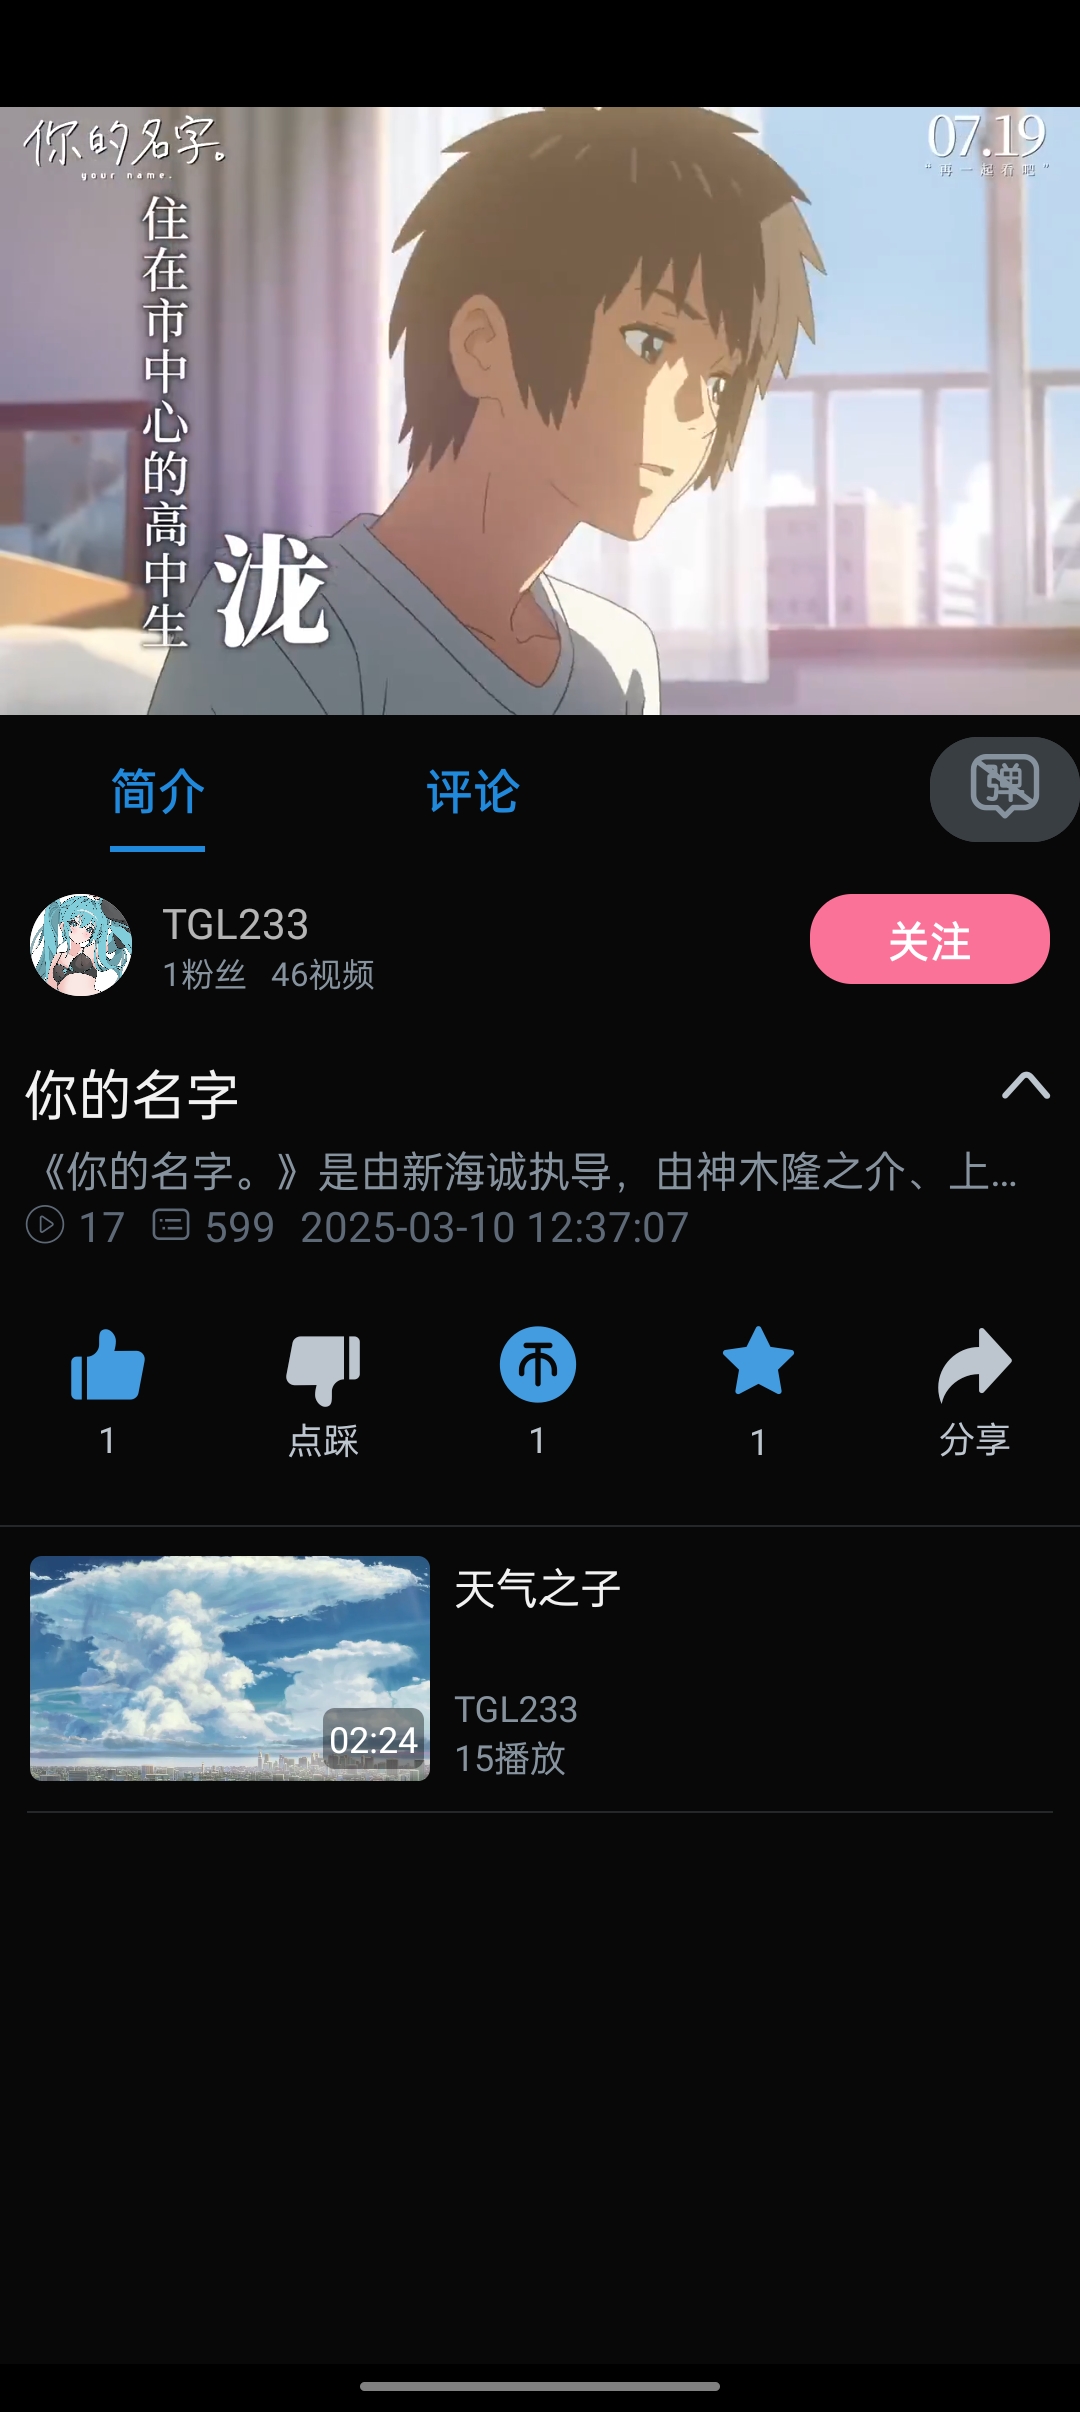 你的名字。
your name.
07.19
“再一起看吧”
住在市中心的高中生
泷
简介
评论
弹
TGL233
1粉丝 46视频
关注
你的名字
《你的名字。》是由新海诚执导，由神木隆之介、上...
17 599 2025-03-10 12:37:07
1
点踩
1
1
分享
天气之子
02:24
TGL233
15播放